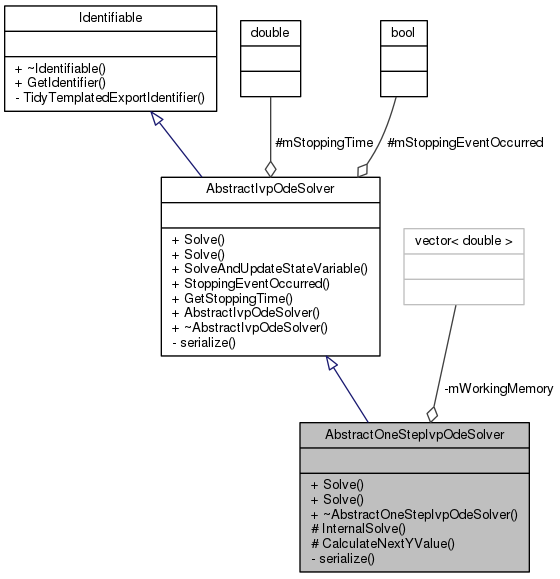 Identifiable
+ ~Identifiable()
+ GetIdentifier()
- TidyTemplatedExportIdentifier()
double
bool
#mStoppingTime
#mStoppingEventOccurred
AbstractIvpOdeSolver
+ Solve()
+ Solve()
+ SolveAndUpdateStateVariable()
+ StoppingEventOccurred()
+ GetStoppingTime()
+ AbstractIvpOdeSolver()
+ ~AbstractIvpOdeSolver()
- serialize()
vector< double >
-mWorkingMemory
AbstractOneStepIvpOdeSolver
+ Solve()
+ Solve()
+ ~AbstractOneStepIvpOdeSolver()
# InternalSolve()
# CalculateNextYValue()
- serialize()